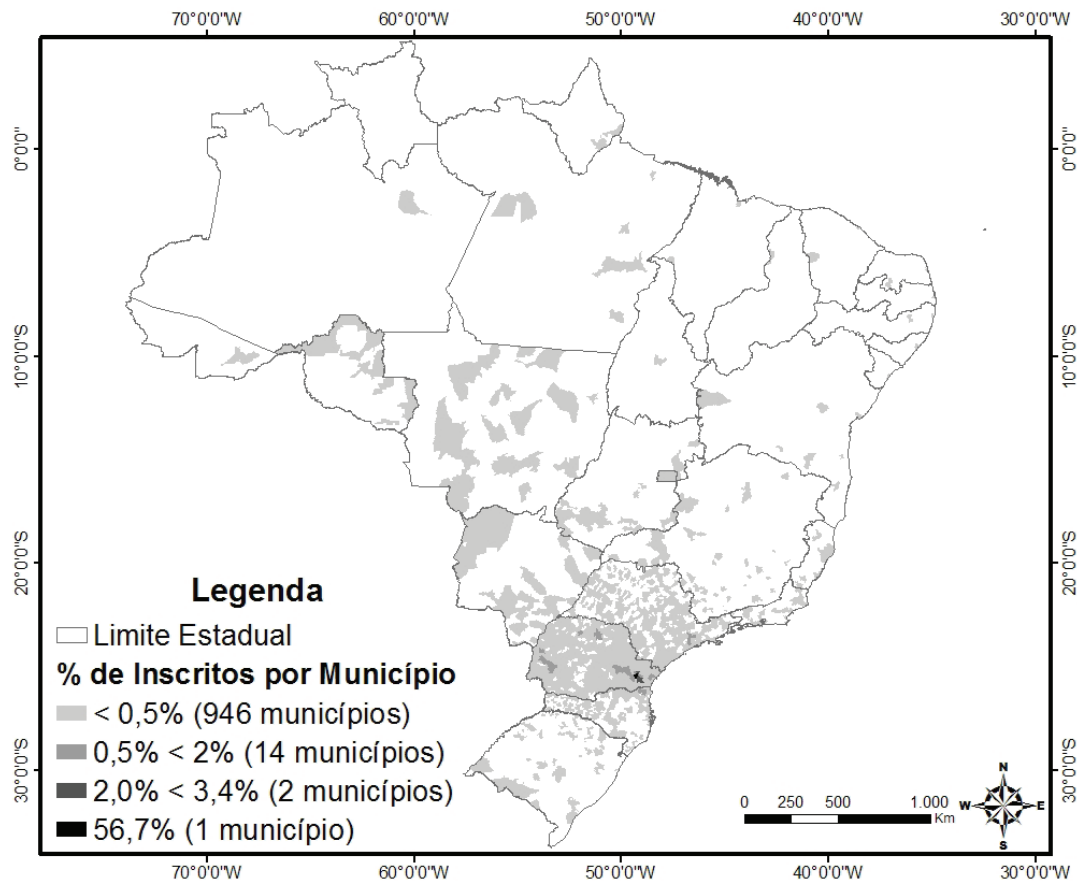 70°0'0"W 60°0'0"W 50°0'0"W 40°0'0"W 30°0'0"W
0°0'0" 0°0'0"
10°0'0"S 10°0'0"S
20°0'0"S 20°0'0"S
Legenda
Limite Estadual
% de Inscritos por Município
< 0,5% (946 municípios)
0,5% < 2% (14 municípios)
2,0% < 3,4% (2 municípios)
56,7% (1 município)
30°0'0"S 30°0'0"S
0 250 500 1.000
Km
N
W E
S
70°0'0"W 60°0'0"W 50°0'0"W 40°0'0"W 30°0'0"W